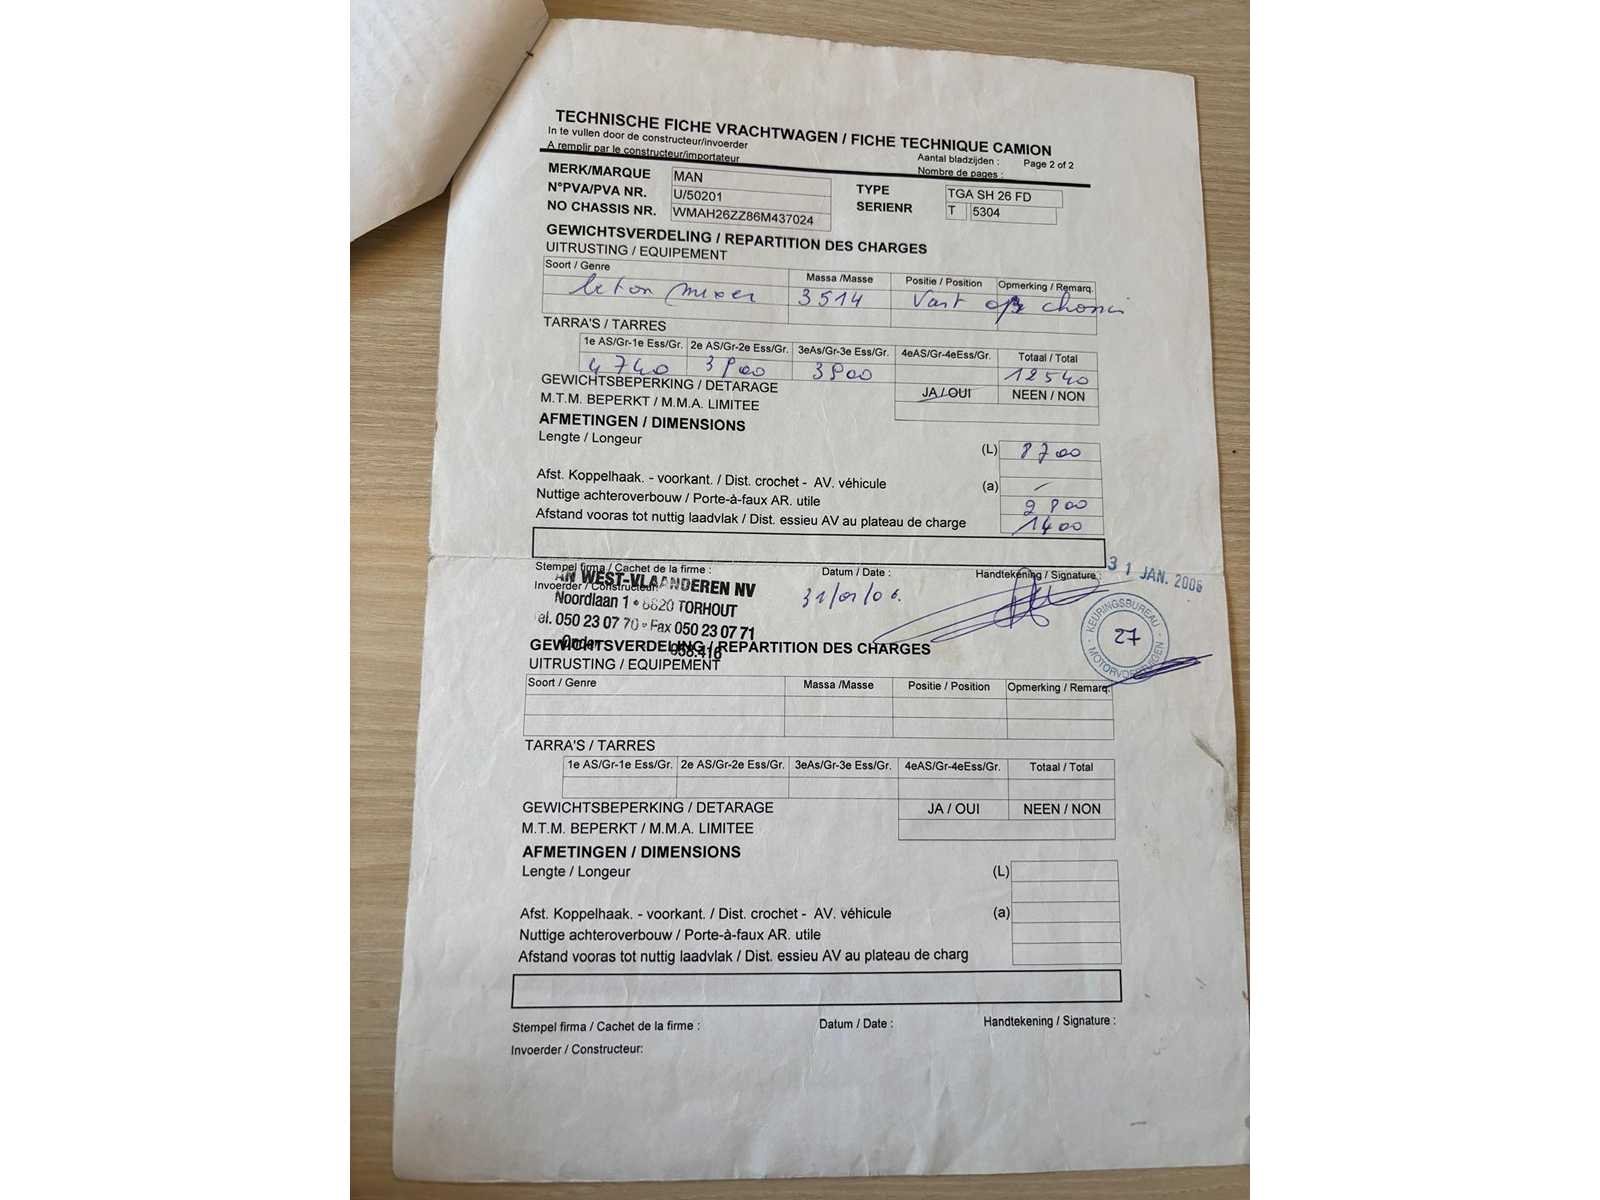 TECHNISCHE FICHE VRACHTWAGEN / FICHE TECHNIQUE CAMION
In te vullen door de constructeur/invoerder
A remplir par le constructeur/importateur
Aantal bladzijden : Page 2 of 2
Nombre de pages :
MERK/MARQUE MAN TYPE TGA SH 26 FD
N°PVA/PVA NR. U/50201 SERIENR T 5304
NO CHASSIS NR. WMAH26ZZ86M437024
GEWICHTSVERDELING / REPARTITION DES CHARGES
UITRUSTING / EQUIPEMENT
Soort / Genre Massa /Masse Positie / Position Opmerking / Remarq.
beton mixer 3514 Vast op
TARRA'S / TARRES
1e AS/Gr-1e Ess/Gr. 2e AS/Gr-2e Ess/Gr. 3eAs/Gr-3e Ess/Gr. 4eAS/Gr-4eEss/Gr. Totaal / Total
4740 3900 3900 12540
GEWICHTSBEPERKING / DETARAGE JA / OUI NEEN / NON
M.T.M. BEPERKT / M.M.A. LIMITEE
AFMETINGEN / DIMENSIONS
Lengte / Longeur (L) 8700
Afst. Koppelhaak. - voorkant. / Dist. crochet - AV. véhicule (a) -
Nuttige achteroverbouw / Porte-à-faux AR. utile
Afstand vooras tot nuttig laadvlak / Dist. essieu AV au plateau de charge 1400
Stempel firma / Cachet de la firme : Datum / Date : Handtekening / Signature :
Invoerder / Constructeur:
31 JAN. 2006
AN WEST-VLAANDEREN NV
Noordlaan 1 • 8820 TORHOUT
el. 050 23 07 70 - Fax 050 23 07 71
058.416
31/01/06.
KEURINGSBUREAU
27
GEWICHTSVERDELING / REPARTITION DES CHARGES
UITRUSTING / EQUIPEMENT
Soort / Genre Massa /Masse Positie / Position Opmerking / Remarq.
TARRA'S / TARRES
1e AS/Gr-1e Ess/Gr. 2e AS/Gr-2e Ess/Gr. 3eAs/Gr-3e Ess/Gr. 4eAS/Gr-4eEss/Gr. Totaal / Total
GEWICHTSBEPERKING / DETARAGE JA / OUI NEEN / NON
M.T.M. BEPERKT / M.M.A. LIMITEE
AFMETINGEN / DIMENSIONS
Lengte / Longeur (L)
Afst. Koppelhaak. - voorkant. / Dist. crochet - AV. véhicule (a)
Nuttige achteroverbouw / Porte-à-faux AR. utile
Afstand vooras tot nuttig laadvlak / Dist. essieu AV au plateau de charg
Stempel firma / Cachet de la firme : Datum / Date : Handtekening / Signature :
Invoerder / Constructeur: